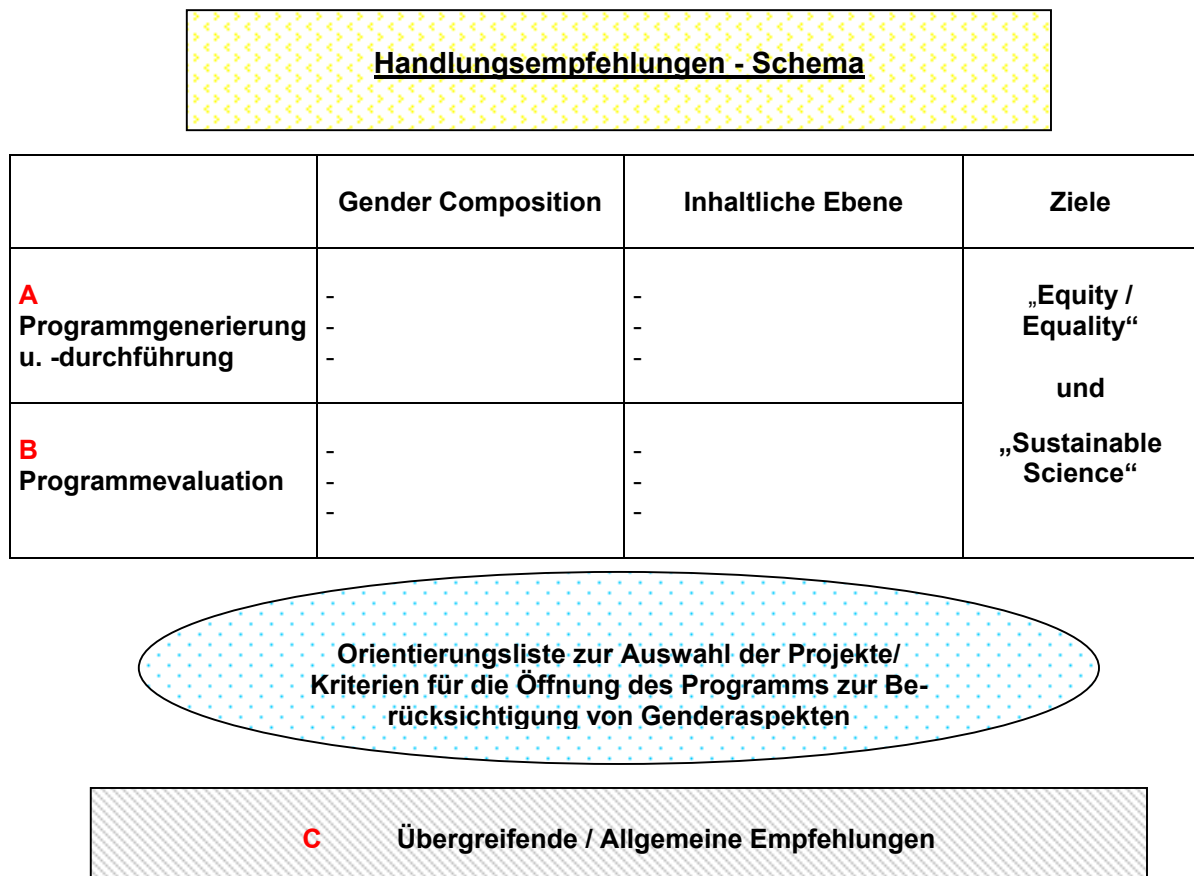 Handlungsempfehlungen - Schema
Gender Composition
Inhaltliche Ebene
Ziele
A
Programmgenerierung
u. -durchführung
-
-
-
-
-
-
„Equity /
Equality“
und
„Sustainable
Science“
B
Programmevaluation
-
-
-
-
-
-
Orientierungsliste zur Auswahl der Projekte/
Kriterien für die Öffnung des Programms zur Be-
rücksichtigung von Genderaspekten
C Übergreifende / Allgemeine Empfehlungen